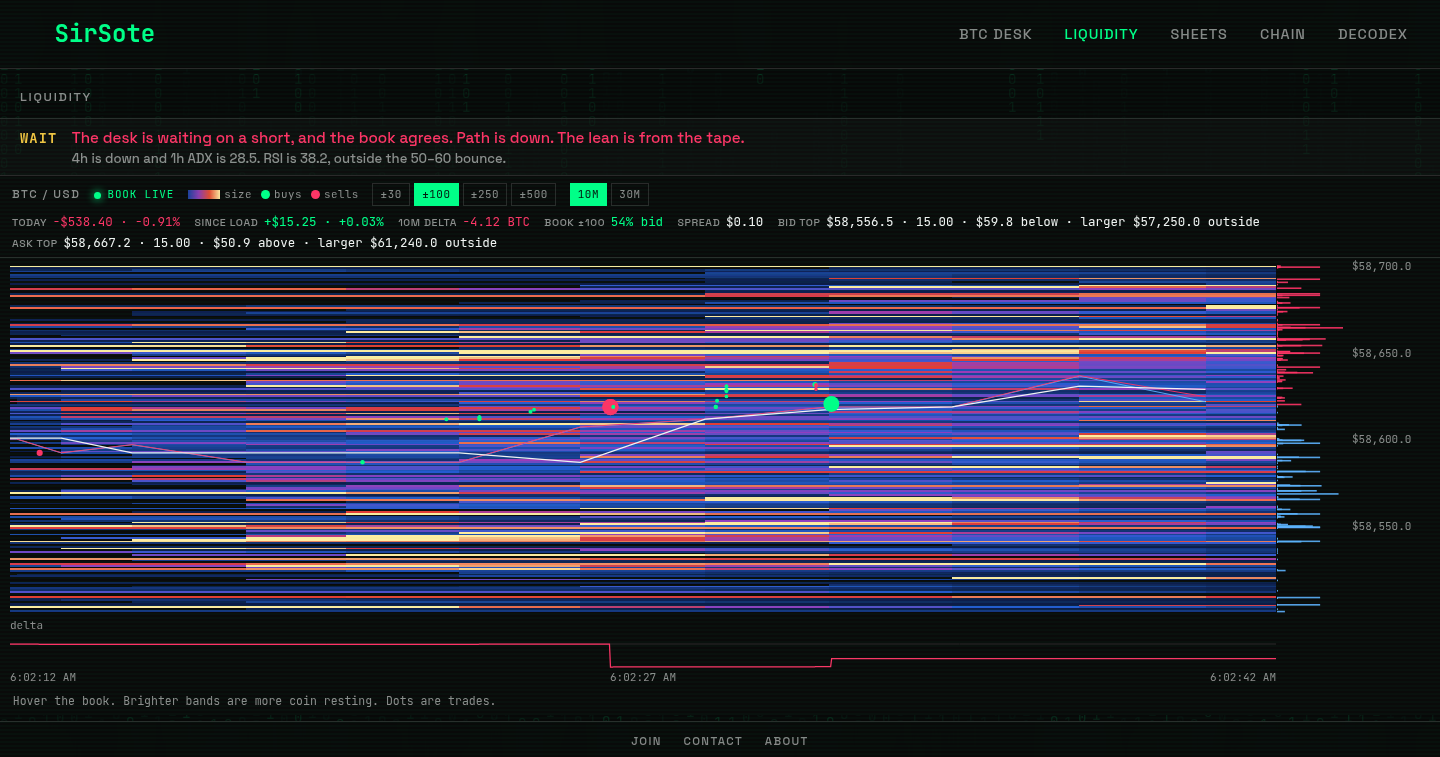 SirSote
BTC DESK LIQUIDITY SHEETS CHAIN DECODEX
LIQUIDITY
WAIT The desk is waiting on a short, and the book agrees. Path is down. The lean is from the tape.
4h is down and 1h ADX is 28.5. RSI is 38.2, outside the 50–60 bounce.
BTC / USD BOOK LIVE size buys sells ±30 ±100 ±250 ±500 10M 30M
TODAY -$538.40 · -0.91% SINCE LOAD +$15.25 · +0.03% 10M DELTA -4.12 BTC BOOK ±100 54% bid SPREAD $0.10 BID TOP $58,556.5 · 15.00 · $59.8 below · larger $57,250.0 outside
ASK TOP $58,667.2 · 15.00 · $50.9 above · larger $61,240.0 outside
$58,700.0
$58,650.0
$58,600.0
$58,550.0
delta
6:02:12 AM 6:02:27 AM 6:02:42 AM
Hover the book. Brighter bands are more coin resting. Dots are trades.
JOIN CONTACT ABOUT